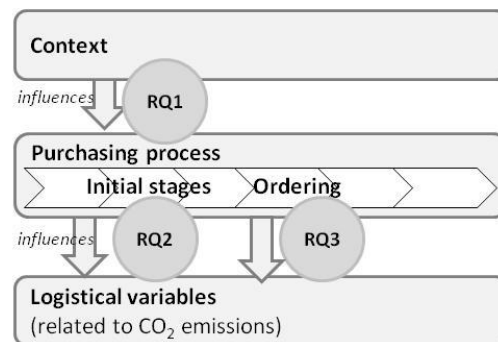 Context
influences
RQ1
Purchasing process
Initial stages Ordering
influences
RQ2
RQ3
Logistical variables
(related to CO₂ emissions)